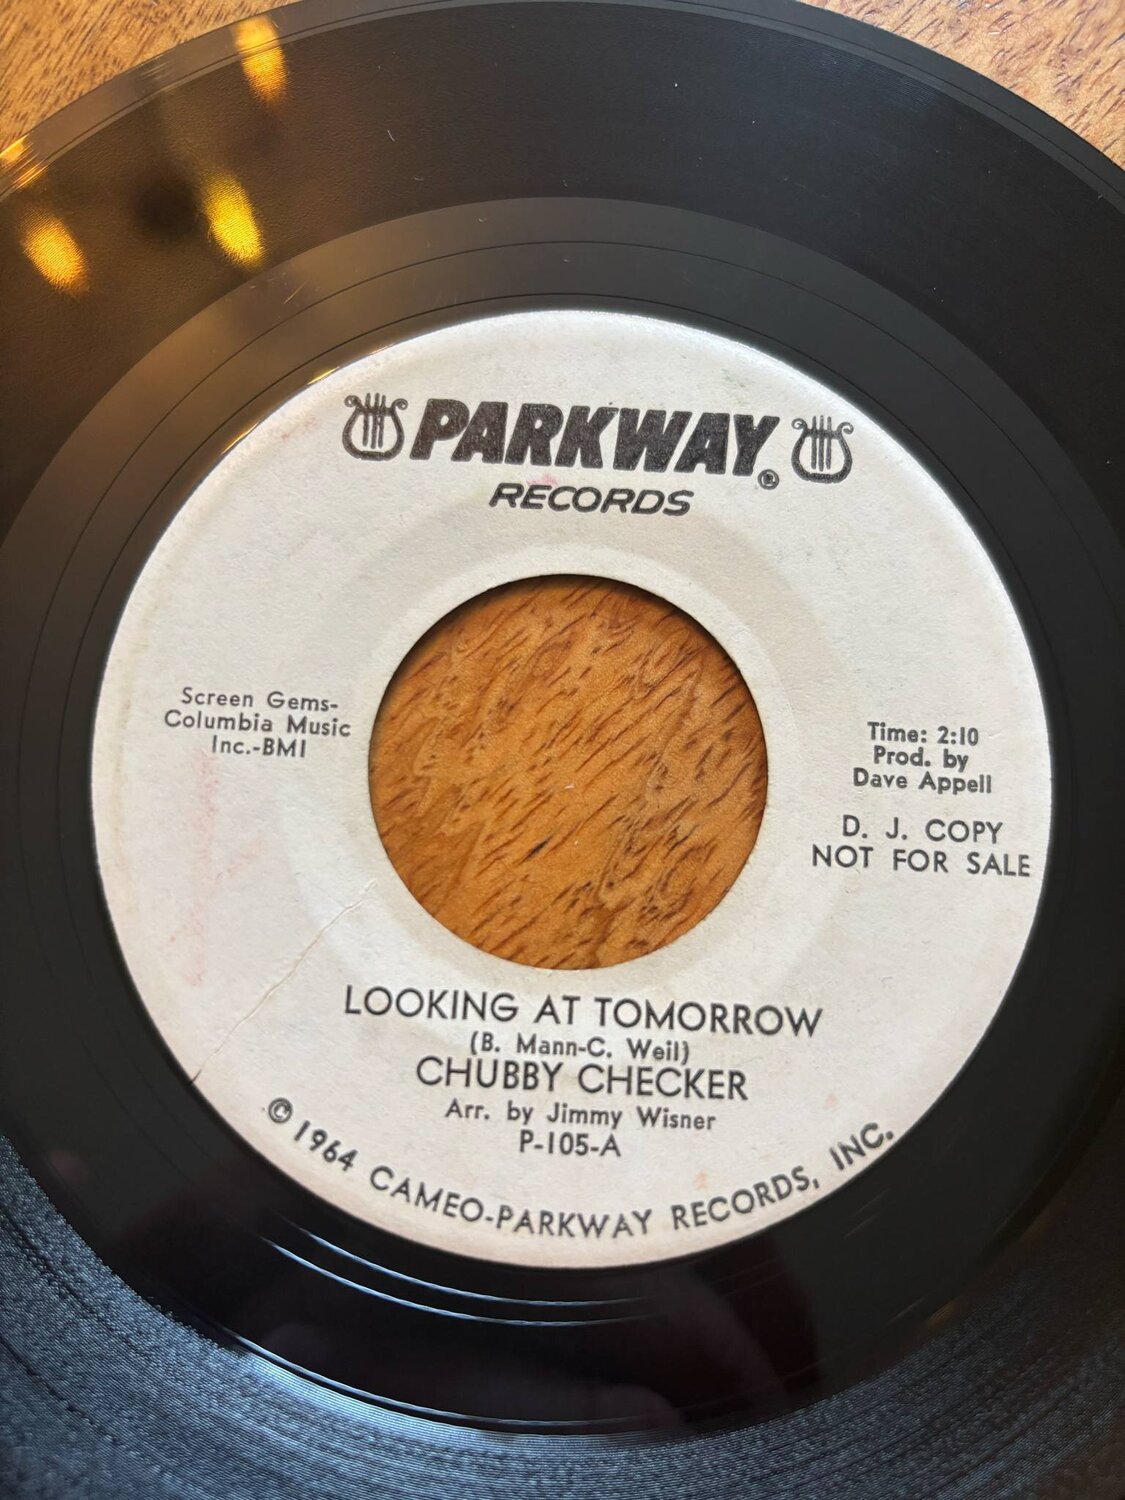 PARKWAY®
RECORDS
Screen Gems-
Columbia Music
Inc.-BMI
Time: 2:10
Prod. by
Dave Appell
D. J. COPY
NOT FOR SALE
LOOKING AT TOMORROW
(B. Mann-C. Weil)
CHUBBY CHECKER
Arr. by Jimmy Wisner
P-105-A
© 1964 CAMEO-PARKWAY RECORDS, INC.